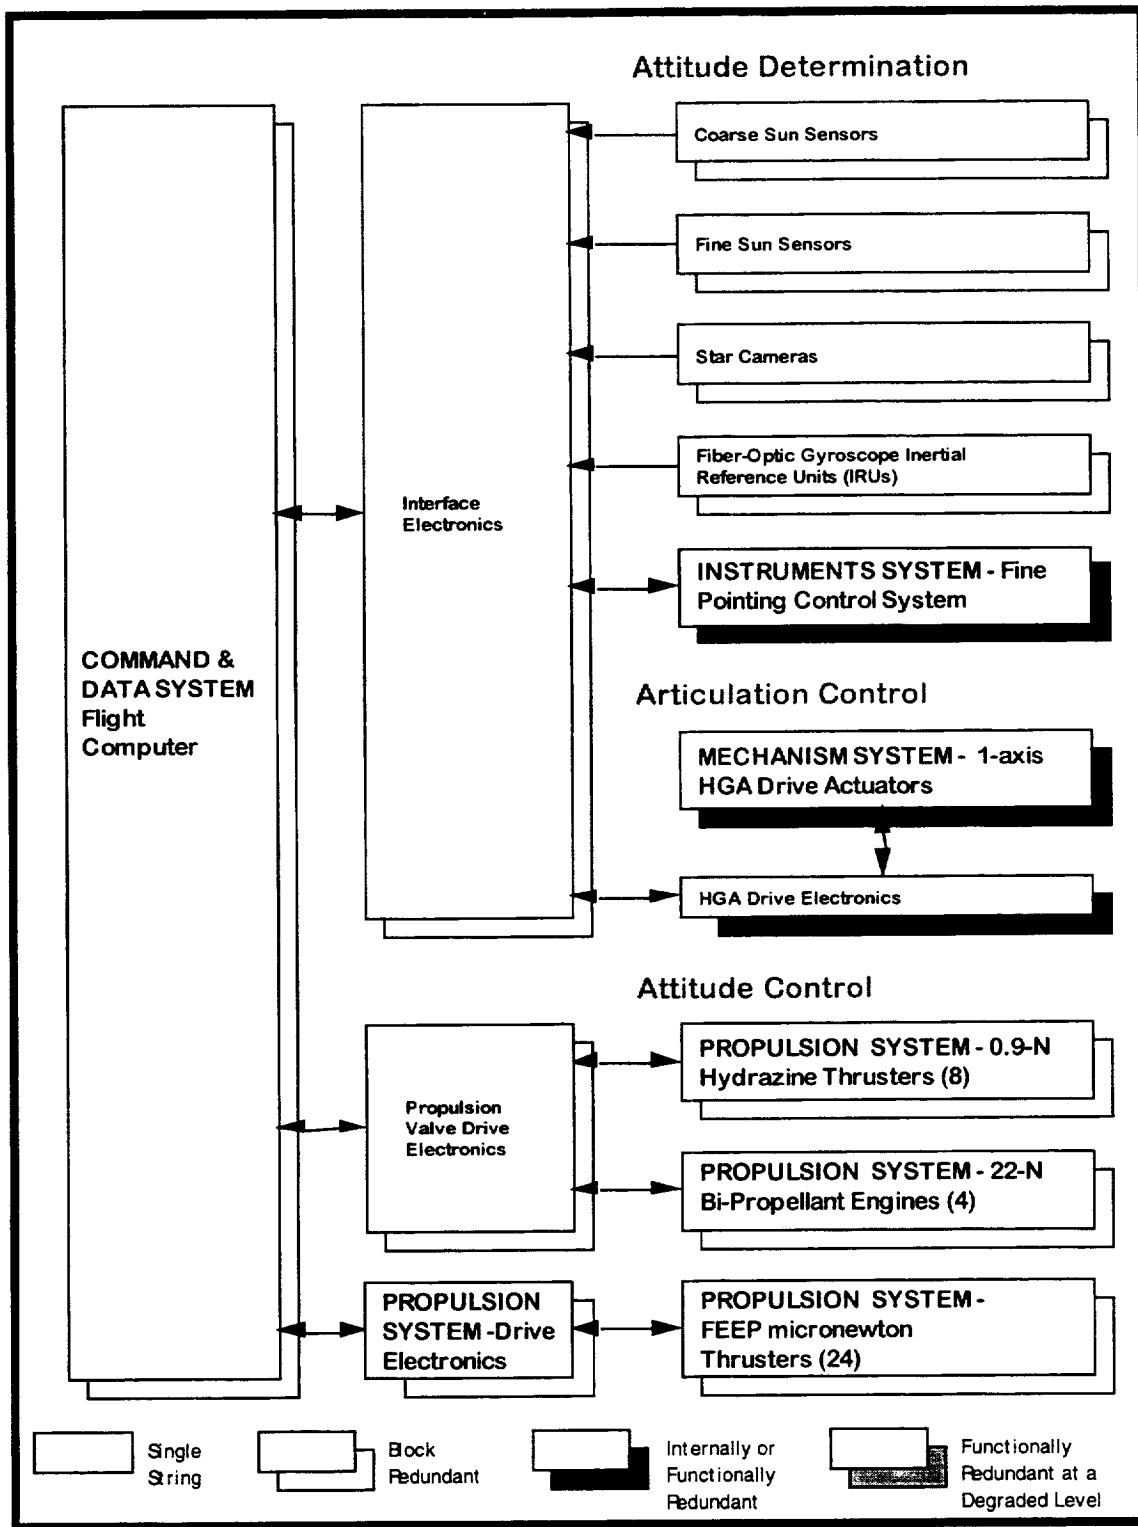 Attitude Determination
Coarse Sun Sensors
Fine Sun Sensors
Star Cameras
Fiber-Optic Gyroscope Inertial
Reference Units (IRUs)
Interface
Electronics
INSTRUMENTS SYSTEM - Fine
Pointing Control System
COMMAND &
DATA SYSTEM
Flight
Computer
Articulation Control
MECHANISM SYSTEM - 1-axis
HGA Drive Actuators
HGA Drive Electronics
Attitude Control
PROPULSION SYSTEM - 0.9-N
Hydrazine Thrusters (8)
Propulsion
Valve Drive
Electronics
PROPULSION SYSTEM - 22-N
Bi-Propellant Engines (4)
PROPULSION
SYSTEM -Drive
Electronics
PROPULSION SYSTEM -
FEEP micronewton
Thrusters (24)
Single
String
Block
Redundant
Internally or
Functionally
Redundant
Functionally
Redundant at a
Degraded Level